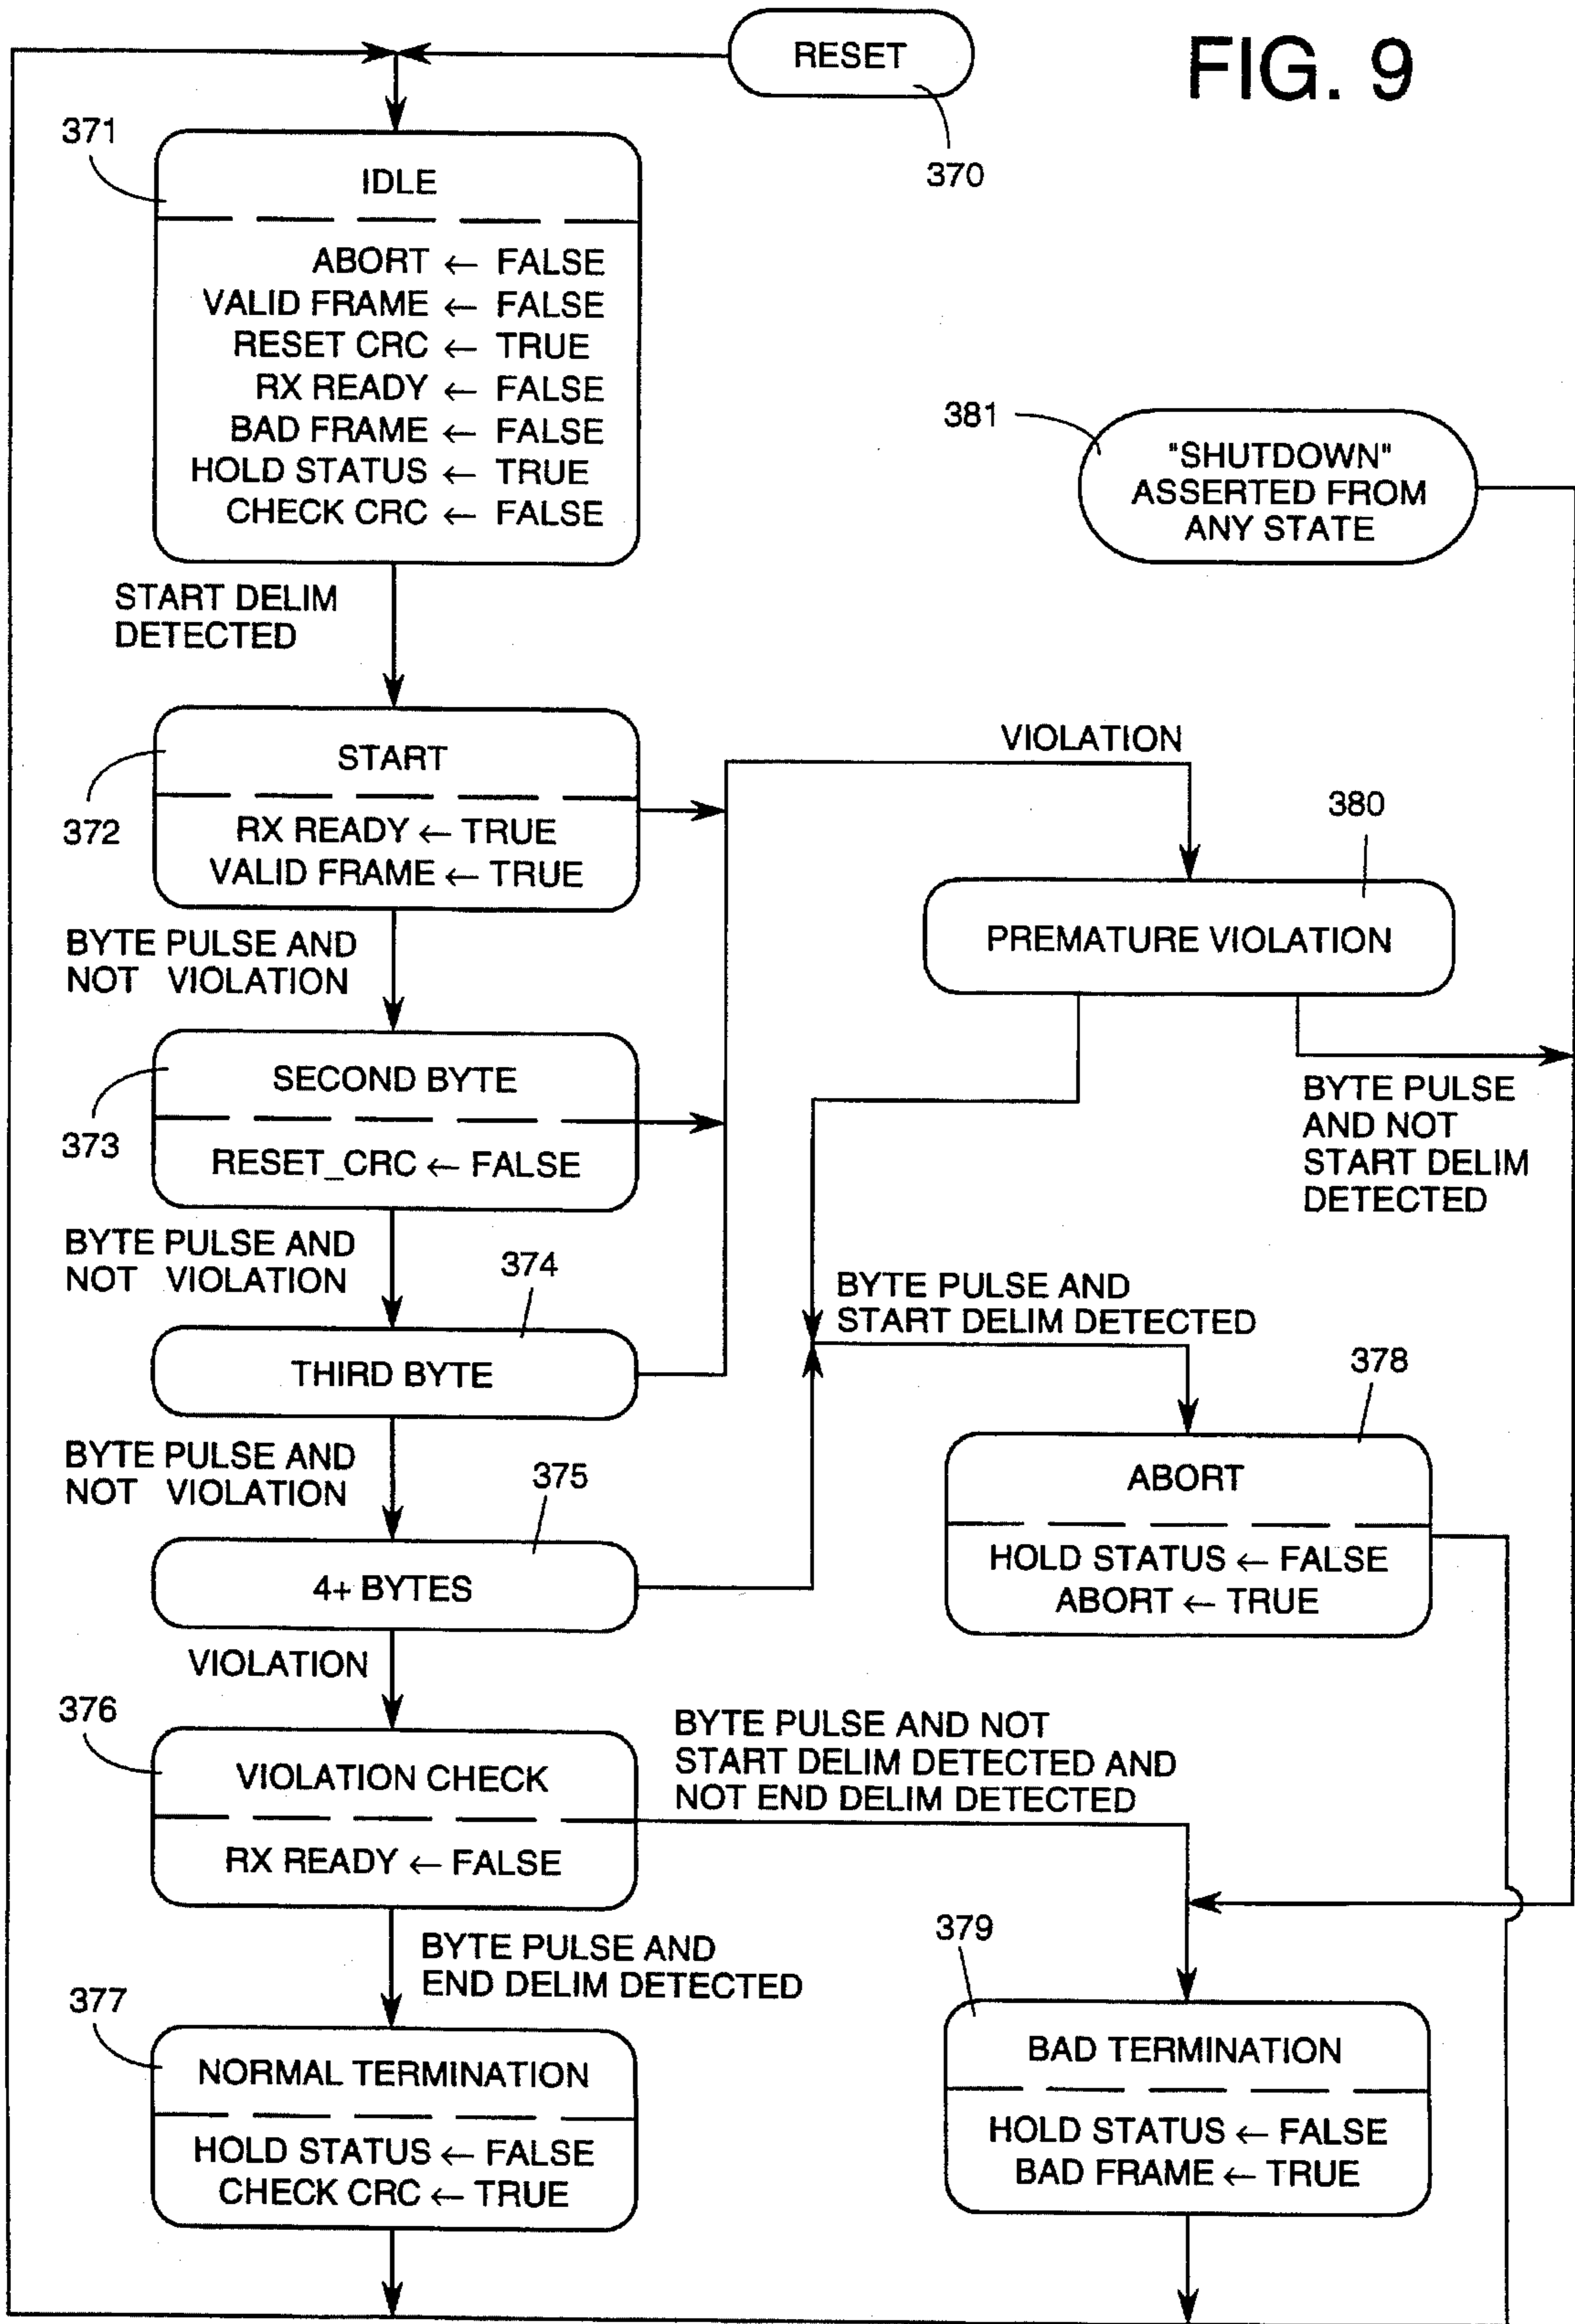 FIG. 9
RESET
370
371
IDLE
ABORT ← FALSE
VALID FRAME ← FALSE
RESET CRC ← TRUE
RX READY ← FALSE
BAD FRAME ← FALSE
HOLD STATUS ← TRUE
CHECK CRC ← FALSE
381
"SHUTDOWN"
ASSERTED FROM
ANY STATE
START DELIM
DETECTED
372
START
RX READY ← TRUE
VALID FRAME ← TRUE
VIOLATION
380
PREMATURE VIOLATION
BYTE PULSE AND
NOT VIOLATION
373
SECOND BYTE
RESET_CRC ← FALSE
BYTE PULSE
AND NOT
START DELIM
DETECTED
BYTE PULSE AND
NOT VIOLATION
374
THIRD BYTE
BYTE PULSE AND
START DELIM DETECTED
378
ABORT
HOLD STATUS ← FALSE
ABORT ← TRUE
BYTE PULSE AND
NOT VIOLATION
375
4+ BYTES
VIOLATION
376
VIOLATION CHECK
RX READY ← FALSE
BYTE PULSE AND NOT
START DELIM DETECTED AND
NOT END DELIM DETECTED
BYTE PULSE AND
END DELIM DETECTED
377
NORMAL TERMINATION
HOLD STATUS ← FALSE
CHECK CRC ← TRUE
379
BAD TERMINATION
HOLD STATUS ← FALSE
BAD FRAME ← TRUE